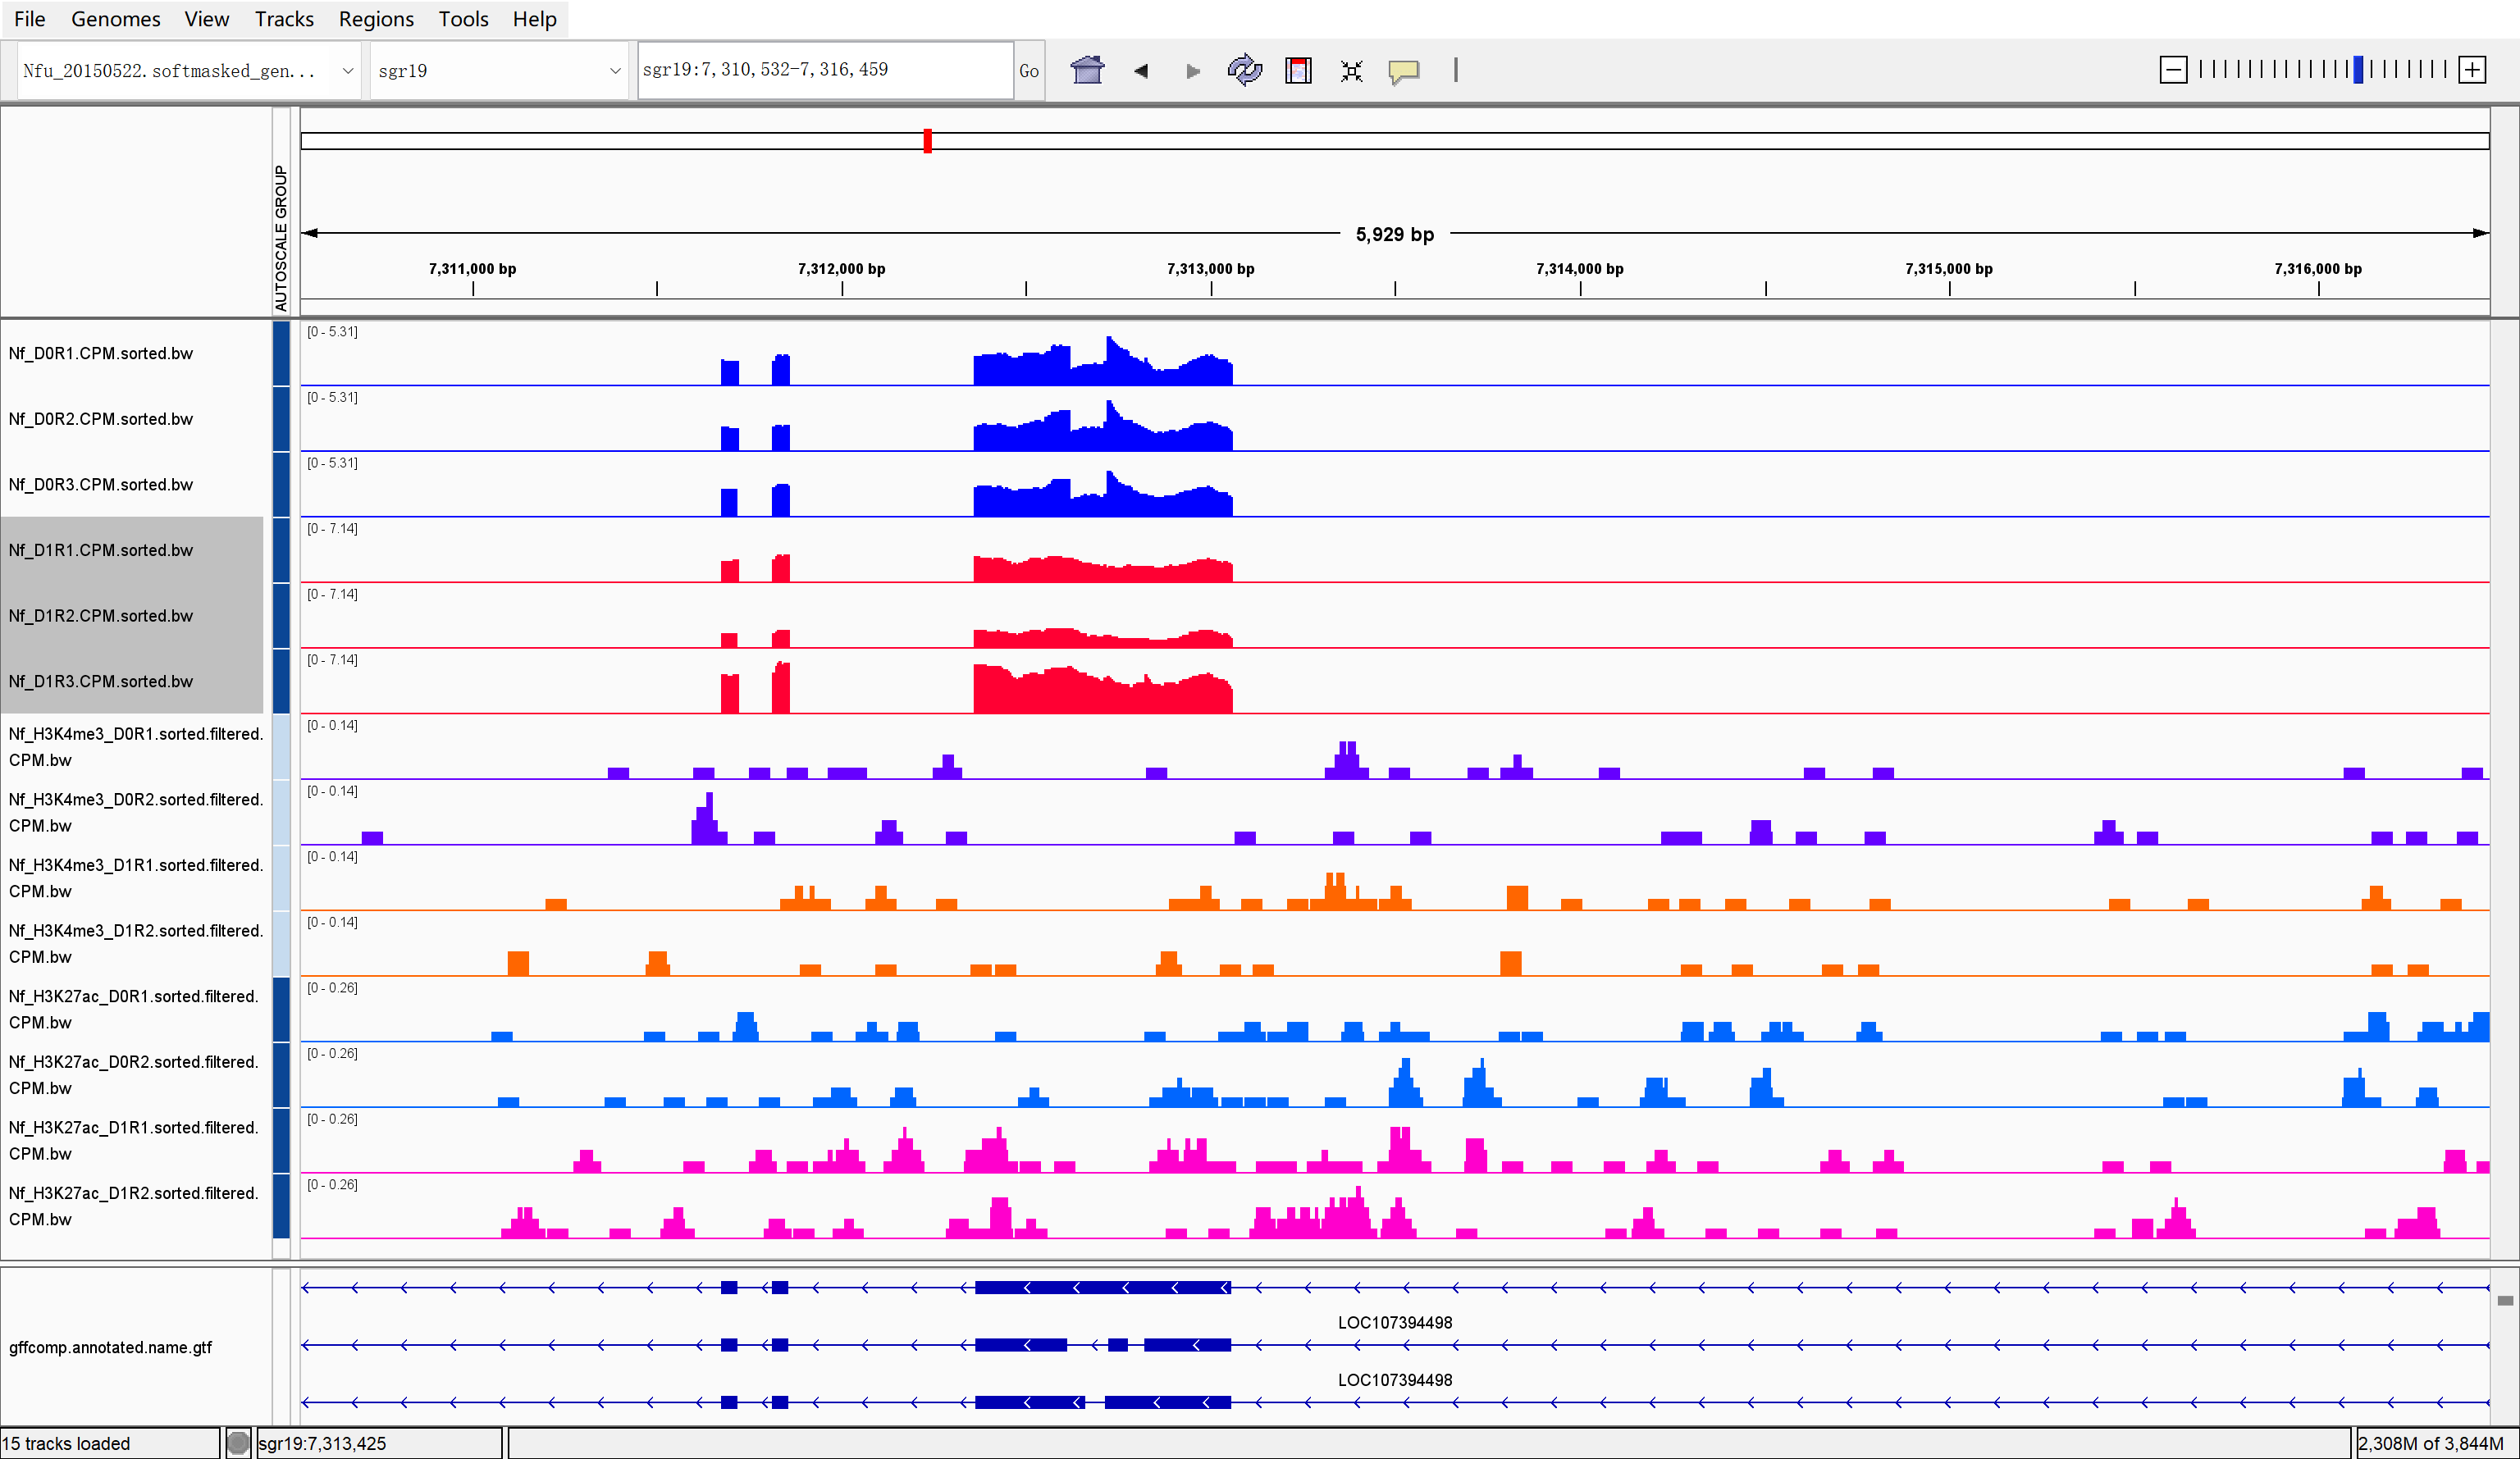 File Genomes View Tracks Regions Tools Help
Nfu_20150522.softmasked_gen... sgr19 sgr19:7,310,532-7,316,459 Go
AUTOSCALE GROUP
5,929 bp
7,311,000 bp 7,312,000 bp 7,313,000 bp 7,314,000 bp 7,315,000 bp 7,316,000 bp
[0 - 5.31]
Nf_D0R1.CPM.sorted.bw
[0 - 5.31]
Nf_D0R2.CPM.sorted.bw
[0 - 5.31]
Nf_D0R3.CPM.sorted.bw
[0 - 7.14]
Nf_D1R1.CPM.sorted.bw
[0 - 7.14]
Nf_D1R2.CPM.sorted.bw
[0 - 7.14]
Nf_D1R3.CPM.sorted.bw
[0 - 0.14]
Nf_H3K4me3_D0R1.sorted.filtered.
CPM.bw
[0 - 0.14]
Nf_H3K4me3_D0R2.sorted.filtered.
CPM.bw
[0 - 0.14]
Nf_H3K4me3_D1R1.sorted.filtered.
CPM.bw
[0 - 0.14]
Nf_H3K4me3_D1R2.sorted.filtered.
CPM.bw
[0 - 0.26]
Nf_H3K27ac_D0R1.sorted.filtered.
CPM.bw
[0 - 0.26]
Nf_H3K27ac_D0R2.sorted.filtered.
CPM.bw
[0 - 0.26]
Nf_H3K27ac_D1R1.sorted.filtered.
CPM.bw
[0 - 0.26]
Nf_H3K27ac_D1R2.sorted.filtered.
CPM.bw
LOC107394498
gffcomp.annotated.name.gtf
LOC107394498
15 tracks loaded sgr19:7,313,425 2,308M of 3,844M